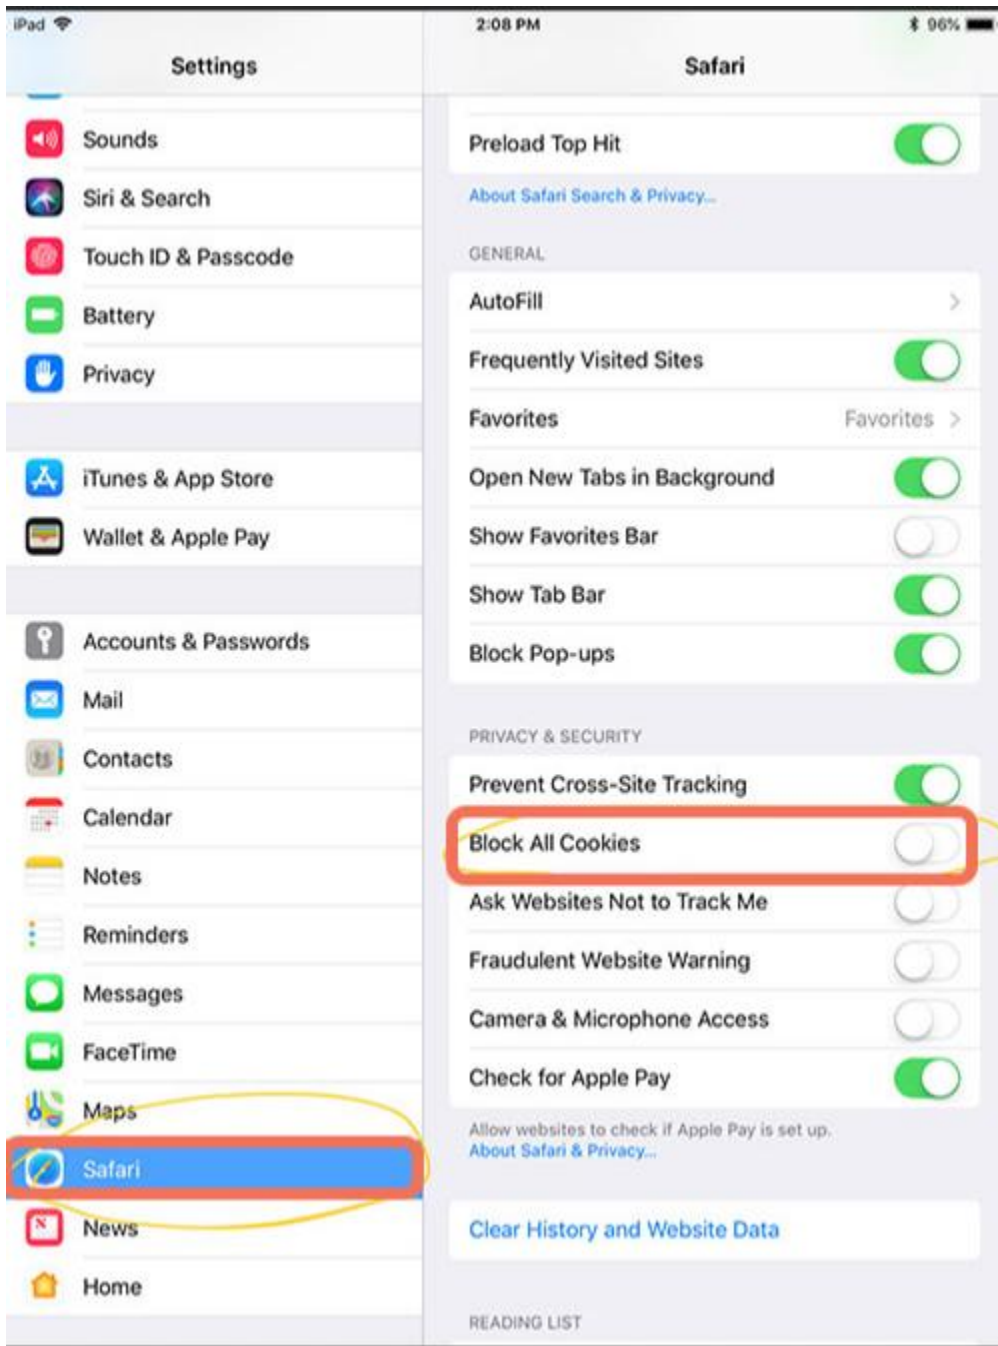 iPad
2:08 PM
96%
Settings
Safari
Sounds
Siri & Search
Touch ID & Passcode
Battery
Privacy
iTunes & App Store
Wallet & Apple Pay
Accounts & Passwords
Mail
Contacts
Calendar
Notes
Reminders
Messages
FaceTime
Maps
Safari
News
Home
Preload Top Hit
About Safari Search & Privacy...
GENERAL
AutoFill
Frequently Visited Sites
Favorites Favorites
Open New Tabs in Background
Show Favorites Bar
Show Tab Bar
Block Pop-ups
PRIVACY & SECURITY
Prevent Cross-Site Tracking
Block All Cookies
Ask Websites Not to Track Me
Fraudulent Website Warning
Camera & Microphone Access
Check for Apple Pay
Allow websites to check if Apple Pay is set up.
About Safari & Privacy...
Clear History and Website Data
READING LIST